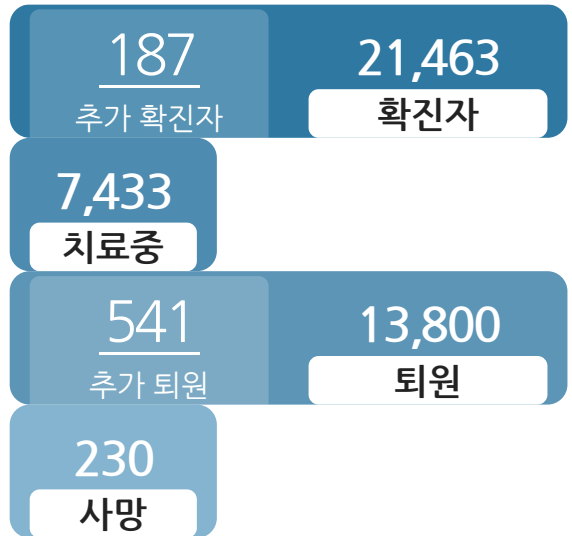 187
추가 확진자
21,463
확진자
7,433
치료중
541
추가 퇴원
13,800
퇴원
230
사망